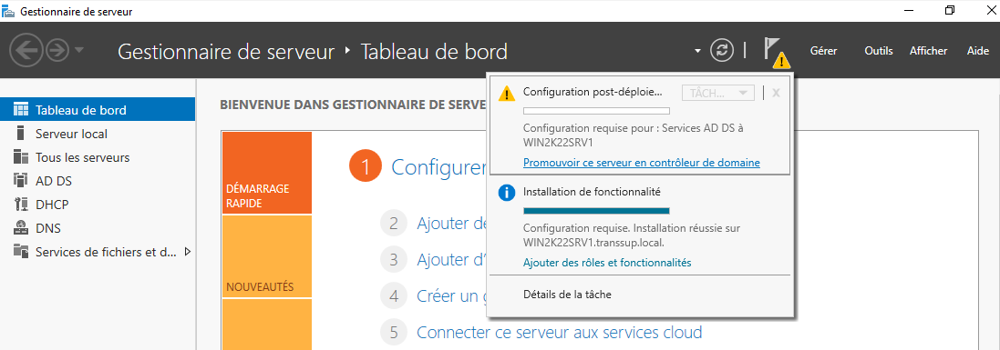 Gestionnaire de serveur
Gestionnaire de serveur ‣ Tableau de bord
Gérer Outils Afficher Aide
Tableau de bord
Serveur local
Tous les serveurs
AD DS
DHCP
DNS
Services de fichiers et d...
BIENVENUE DANS GESTIONNAIRE DE SERVE
DÉMARRAGE
RAPIDE
NOUVEAUTÉS
1 Configurer
2 Ajouter de
3 Ajouter d'
4 Créer un g
5 Connecter ce serveur aux services cloud
Configuration post-déploie...
TÂCH... X
Configuration requise pour : Services AD DS à
WIN2K22SRV1
Promouvoir ce serveur en contrôleur de domaine
Installation de fonctionnalité
Configuration requise. Installation réussie sur
WIN2K22SRV1.transsup.local.
Ajouter des rôles et fonctionnalités
Détails de la tâche